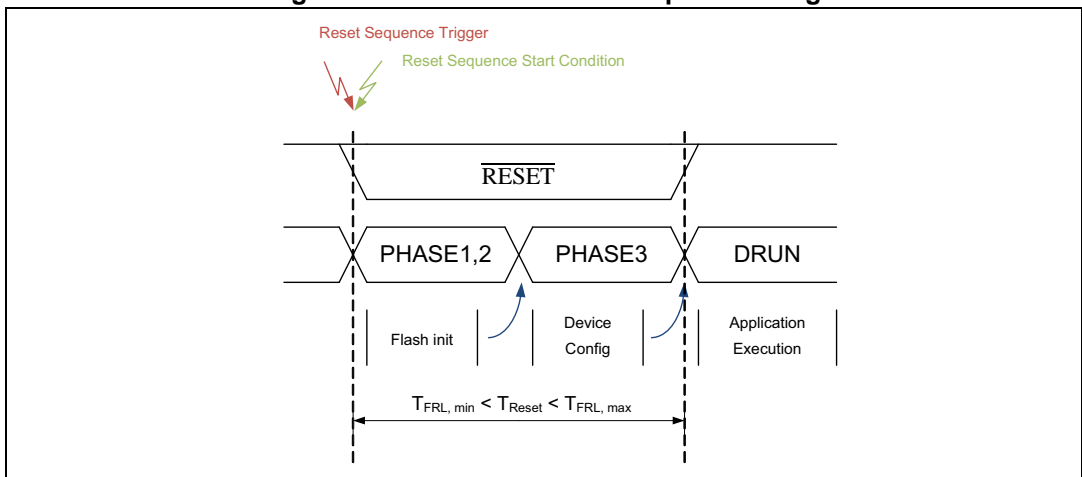 Reset Sequence Trigger
Reset Sequence Start Condition
RESET
PHASE1,2
PHASE3
DRUN
Flash init
Device
Config
Application
Execution
TFRL, min < TReset < TFRL, max